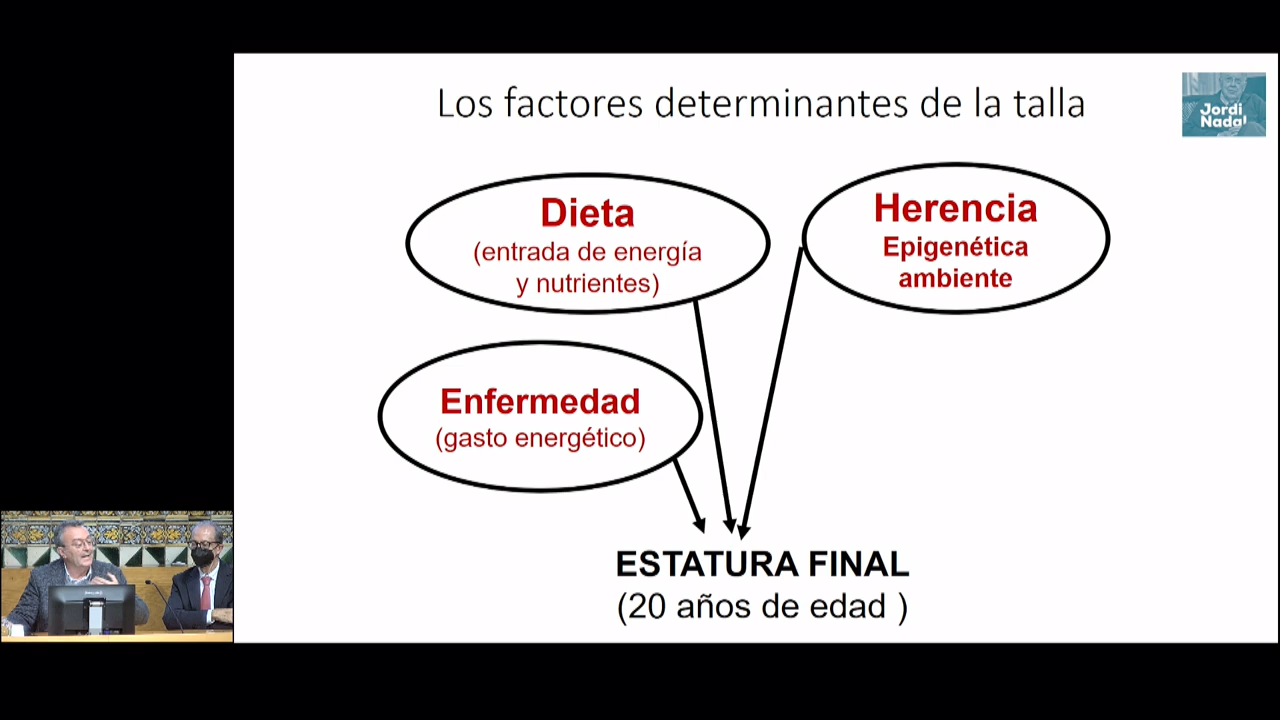 Los factores determinantes de la talla
Jordi
Nadal
Dieta
(entrada de energía
y nutrientes)
Herencia
Epigenética
ambiente
Enfermedad
(gasto energético)
ESTATURA FINAL
(20 años de edad )